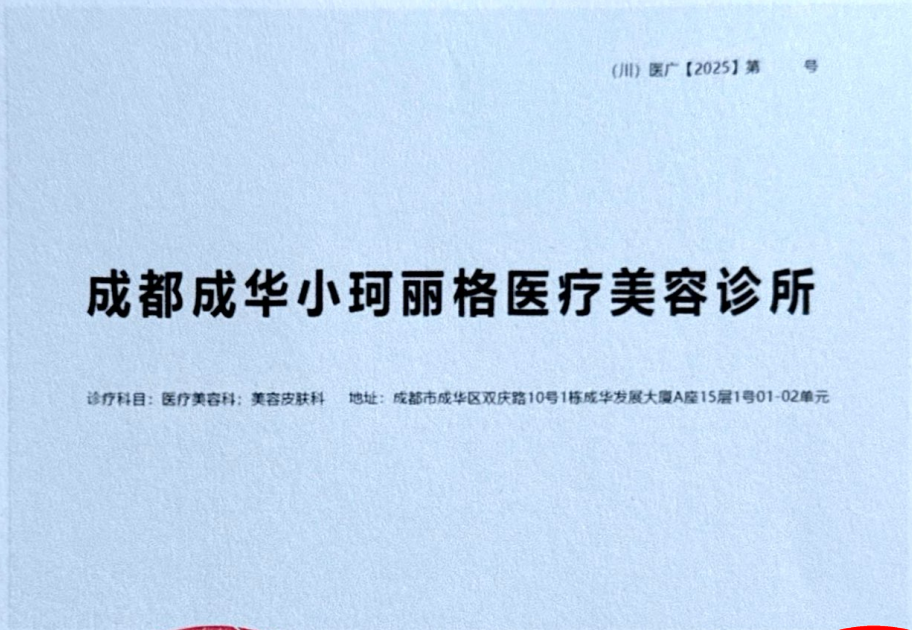 （川）医广【2025】第 号
成都成华小珂丽格医疗美容诊所
诊疗科目：医疗美容科；美容皮肤科 地址：成都市成华区双庆路10号1栋成华发展大厦A座15层1号01-02单元